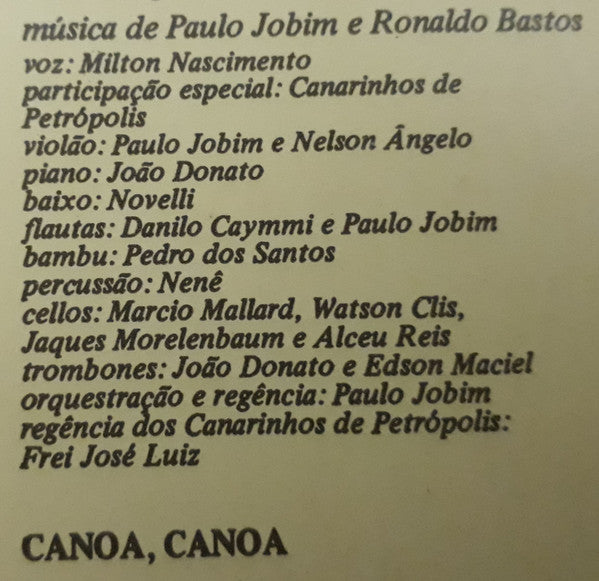 música de Paulo Jobim e Ronaldo Bastos
voz: Milton Nascimento
participação especial: Canarinhos de
Petrópolis
violão: Paulo Jobim e Nelson Ângelo
piano: João Donato
baixo: Novelli
flautas: Danilo Caymmi e Paulo Jobim
bambu: Pedro dos Santos
percussão: Nenê
cellos: Marcio Mallard, Watson Clis,
Jaques Morelenbaum e Alceu Reis
trombones: João Donato e Edson Maciel
orquestração e regência: Paulo Jobim
regência dos Canarinhos de Petrópolis:
Frei José Luiz
CANOA, CANOA